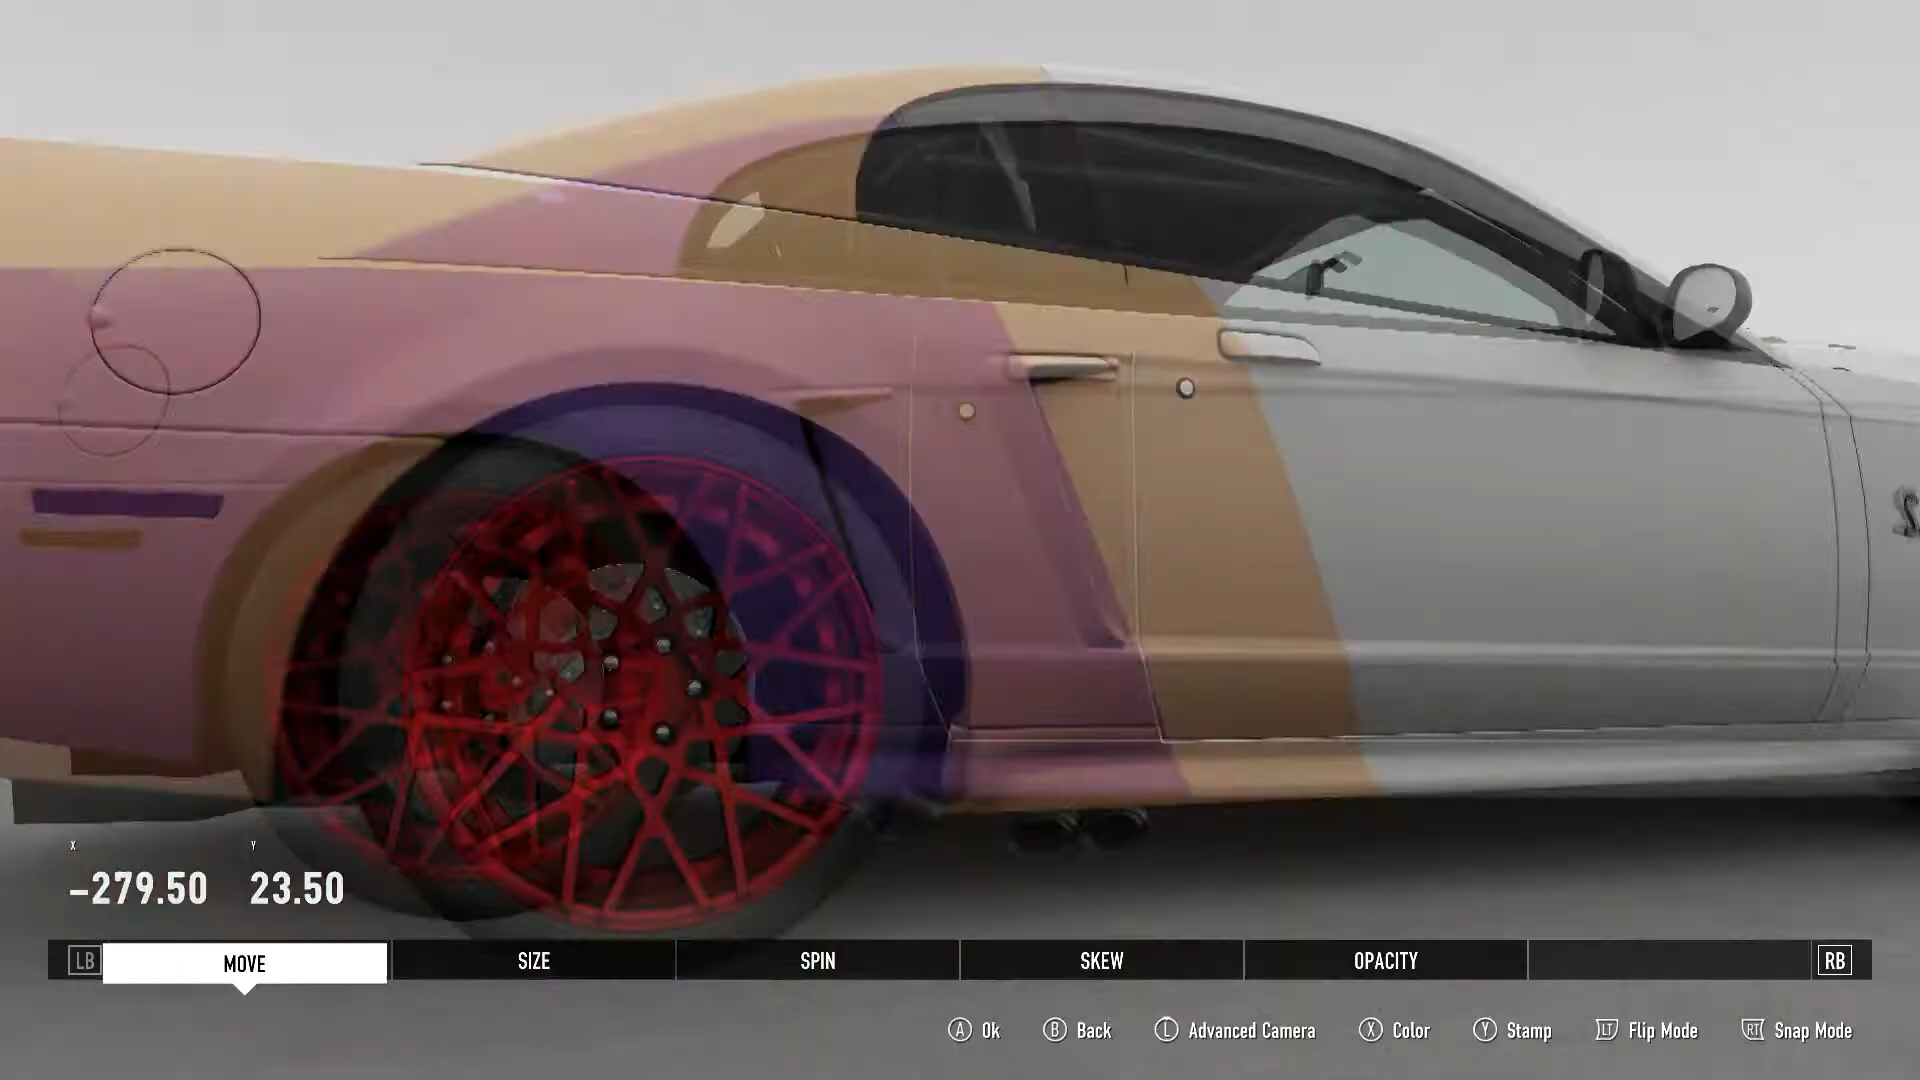 X Y
-279.50 23.50
LB MOVE SIZE SPIN SKEW OPACITY RB
A Ok B Back L Advanced Camera X Color Y Stamp LT Flip Mode RT Snap Mode